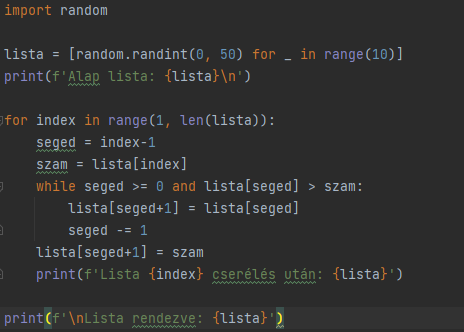 import random
lista = [random.randint(0, 50) for _ in range(10)]
print(f'Alap lista: {lista}\n')
for index in range(1, len(lista)):
    seged = index-1
    szam = lista[index]
    while seged >= 0 and lista[seged] > szam:
        lista[seged+1] = lista[seged]
        seged -= 1
    lista[seged+1] = szam
    print(f'Lista {index} cserélés után: {lista}')
print(f'\nLista rendezve: {lista}')